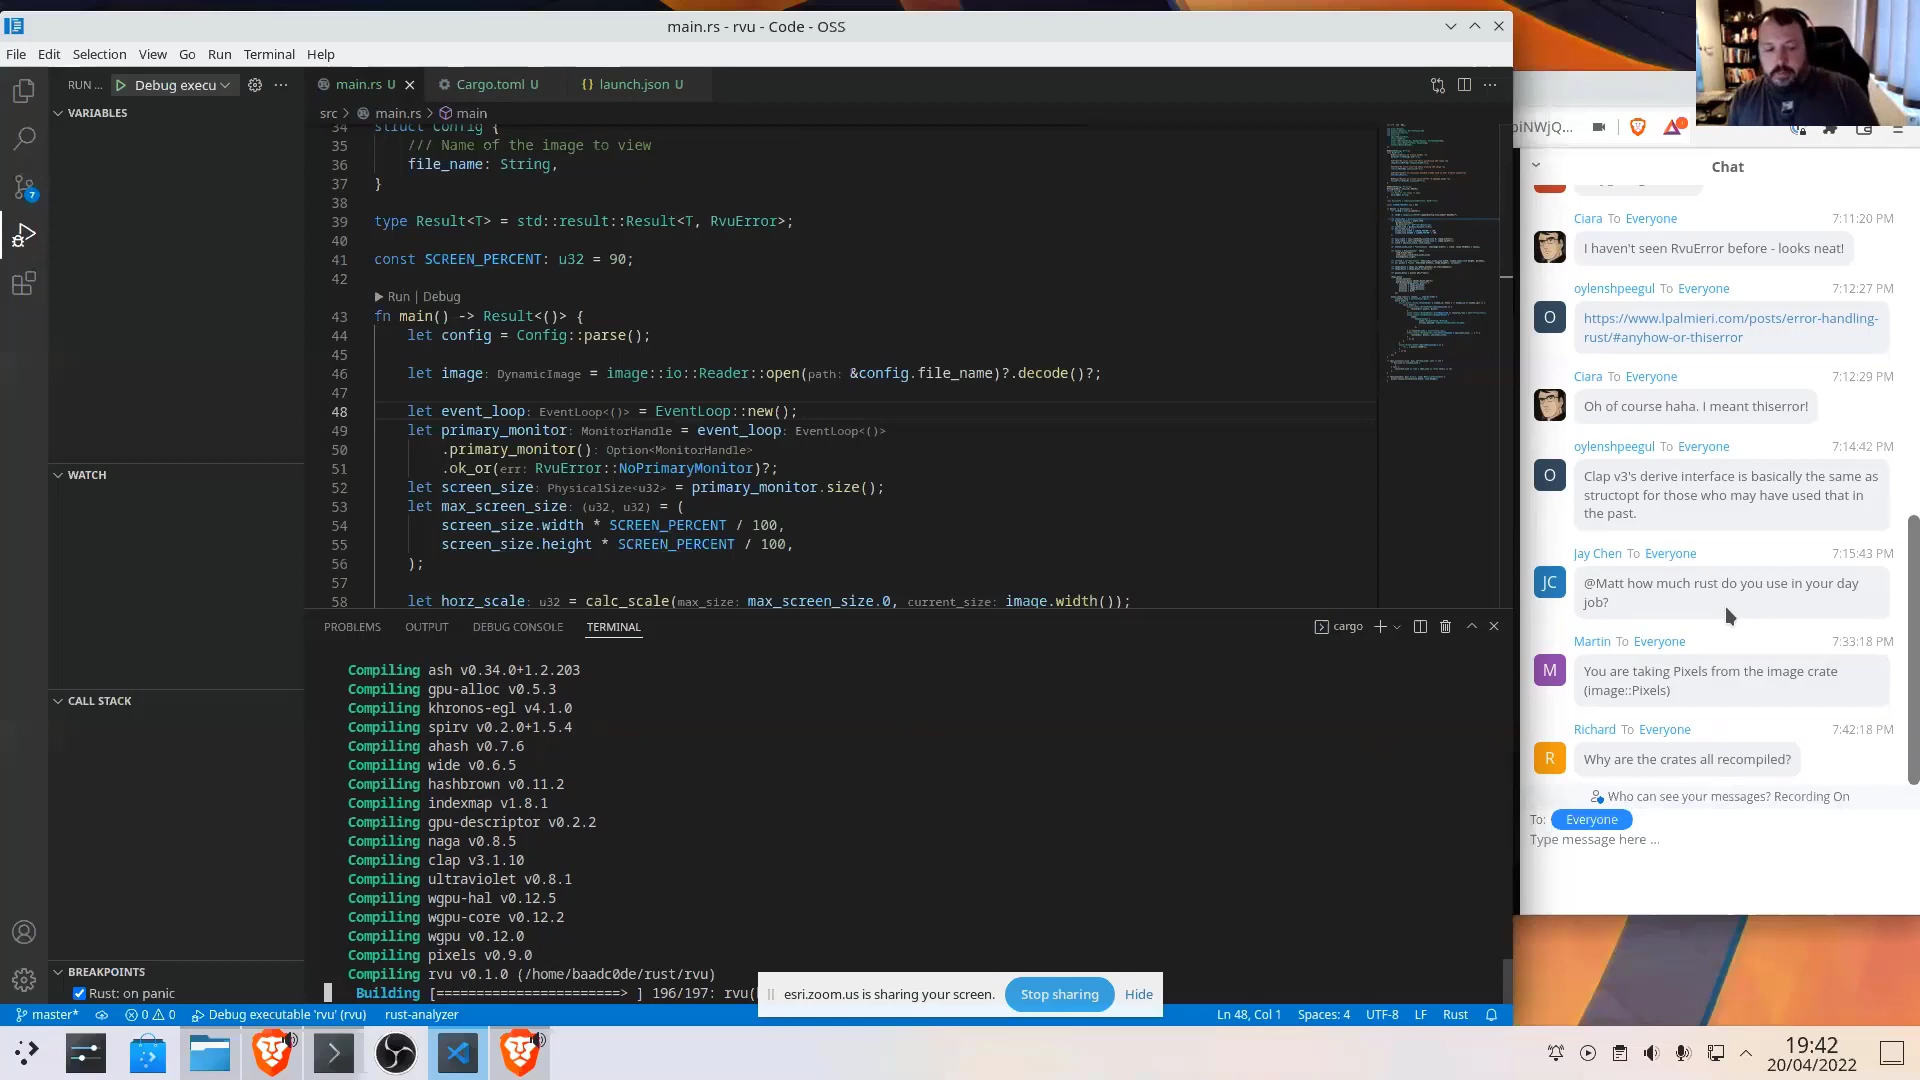 main.rs - rvu - Code - OSS
File Edit Selection View Go Run Terminal Help
RUN ... Debug execu
main.rs U Cargo.toml U launch.json U
VARIABLES
WATCH
CALL STACK
BREAKPOINTS
Rust: on panic
src main.rs main
34 struct Config {
35 /// Name of the image to view
36 file_name: String,
37 }
38
39 type Result<T> = std::result::Result<T, RvuError>;
40
41 const SCREEN_PERCENT: u32 = 90;
42
Run | Debug
43 fn main() -> Result<()> {
44 let config = Config::parse();
45
46 let image: DynamicImage = image::io::Reader::open(path: &config.file_name)?.decode()?;
47
48 let event_loop: EventLoop<()> = EventLoop::new();
49 let primary_monitor: MonitorHandle = event_loop: EventLoop<()>
50 .primary_monitor() : Option<MonitorHandle>
51 .ok_or(err: RvuError::NoPrimaryMonitor)?;
52 let screen_size: PhysicalSize<u32> = primary_monitor.size();
53 let max_screen_size: (u32, u32) = (
54 screen_size.width * SCREEN_PERCENT / 100,
55 screen_size.height * SCREEN_PERCENT / 100,
56 );
57
58 let horz_scale: u32 = calc_scale(max_size: max_screen_size.0, current_size: image.width());
PROBLEMS OUTPUT DEBUG CONSOLE TERMINAL
cargo
Compiling ash v0.34.0+1.2.203
Compiling gpu-alloc v0.5.3
Compiling khronos-egl v4.1.0
Compiling spirv v0.2.0+1.5.4
Compiling ahash v0.7.6
Compiling wide v0.6.5
Compiling hashbrown v0.11.2
Compiling indexmap v1.8.1
Compiling gpu-descriptor v0.2.2
Compiling naga v0.8.5
Compiling clap v3.1.10
Compiling ultraviolet v0.8.1
Compiling wgpu-hal v0.12.5
Compiling wgpu-core v0.12.2
Compiling wgpu v0.12.0
Compiling pixels v0.9.0
Compiling rvu v0.1.0 (/home/baadc0de/rust/rvu)
Building [=======================> ] 196/197: rvu(
esri.zoom.us is sharing your screen. Stop sharing Hide
master* 0 0 Debug executable 'rvu' (rvu) rust-analyzer
Ln 48, Col 1 Spaces: 4 UTF-8 LF Rust
7
piNWjQ...
Chat
Ciara To Everyone 7:11:20 PM
I haven't seen RvuError before - looks neat!
oylenshpeegul To Everyone 7:12:27 PM
O
https://www.lpalmieri.com/posts/error-handling-
rust/#anyhow-or-thiserror
Ciara To Everyone 7:12:29 PM
Oh of course haha. I meant thiserror!
oylenshpeegul To Everyone 7:14:42 PM
O
Clap v3's derive interface is basically the same as
structopt for those who may have used that in
the past.
Jay Chen To Everyone 7:15:43 PM
JC
@Matt how much rust do you use in your day
job?
Martin To Everyone 7:33:18 PM
M
You are taking Pixels from the image crate
(image::Pixels)
Richard To Everyone 7:42:18 PM
R
Why are the crates all recompiled?
Who can see your messages? Recording On
To: Everyone
Type message here ...
19:42
20/04/2022